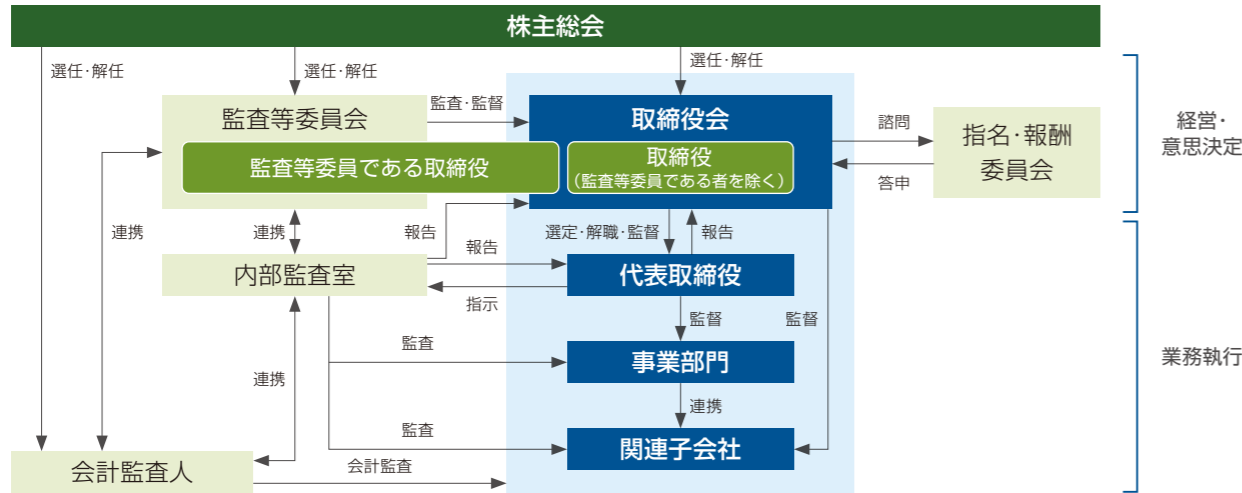 株主総会
選任・解任
選任・解任
選任・解任
監査等委員会
監査・監督
取締役会
監査等委員である取締役
取締役
（監査等委員である者を除く）
諮問
答申
指名・報酬
委員会
経営・
意思決定
連携
連携
報告
報告
選定・解職・監督
報告
内部監査室
代表取締役
指示
監督
監督
監査
事業部門
業務執行
連携
連携
監査
関連子会社
会計監査人
会計監査